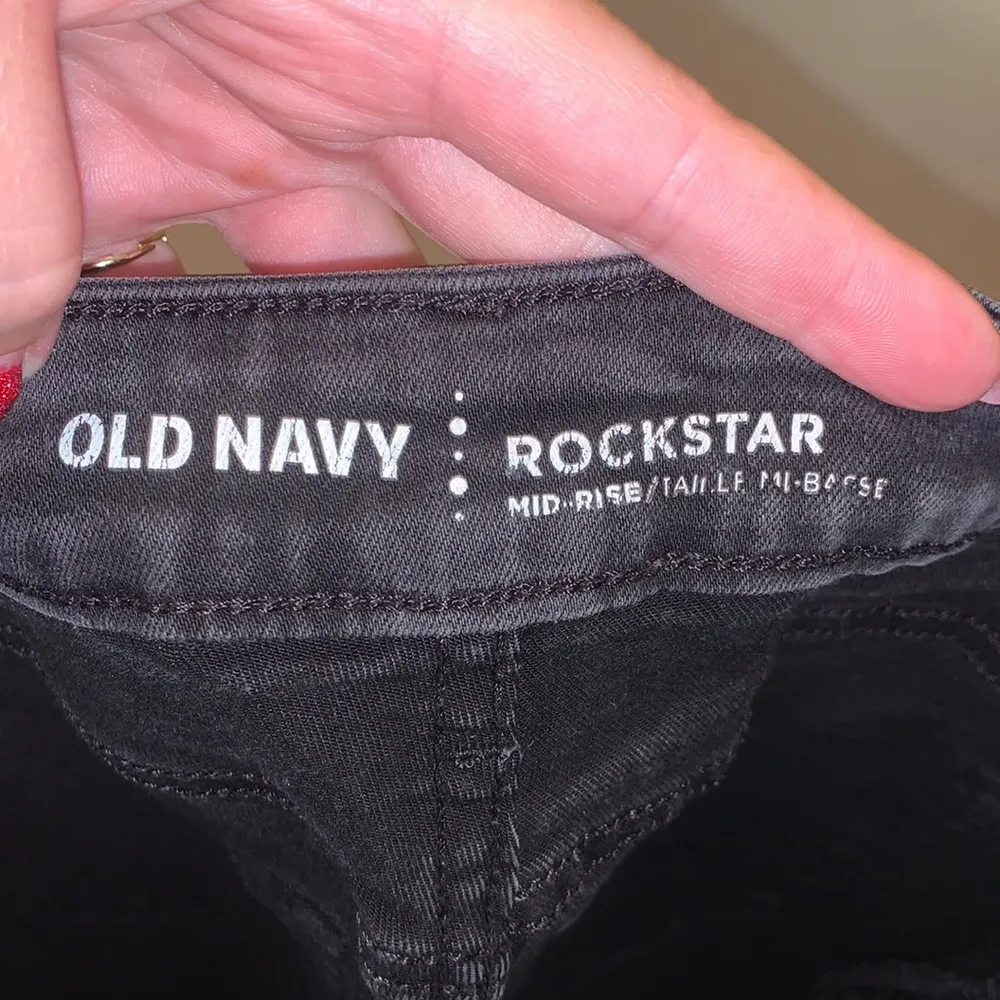 OLD NAVY
ROCKSTAR
MID-RISE/TAILLE MI-BASSE